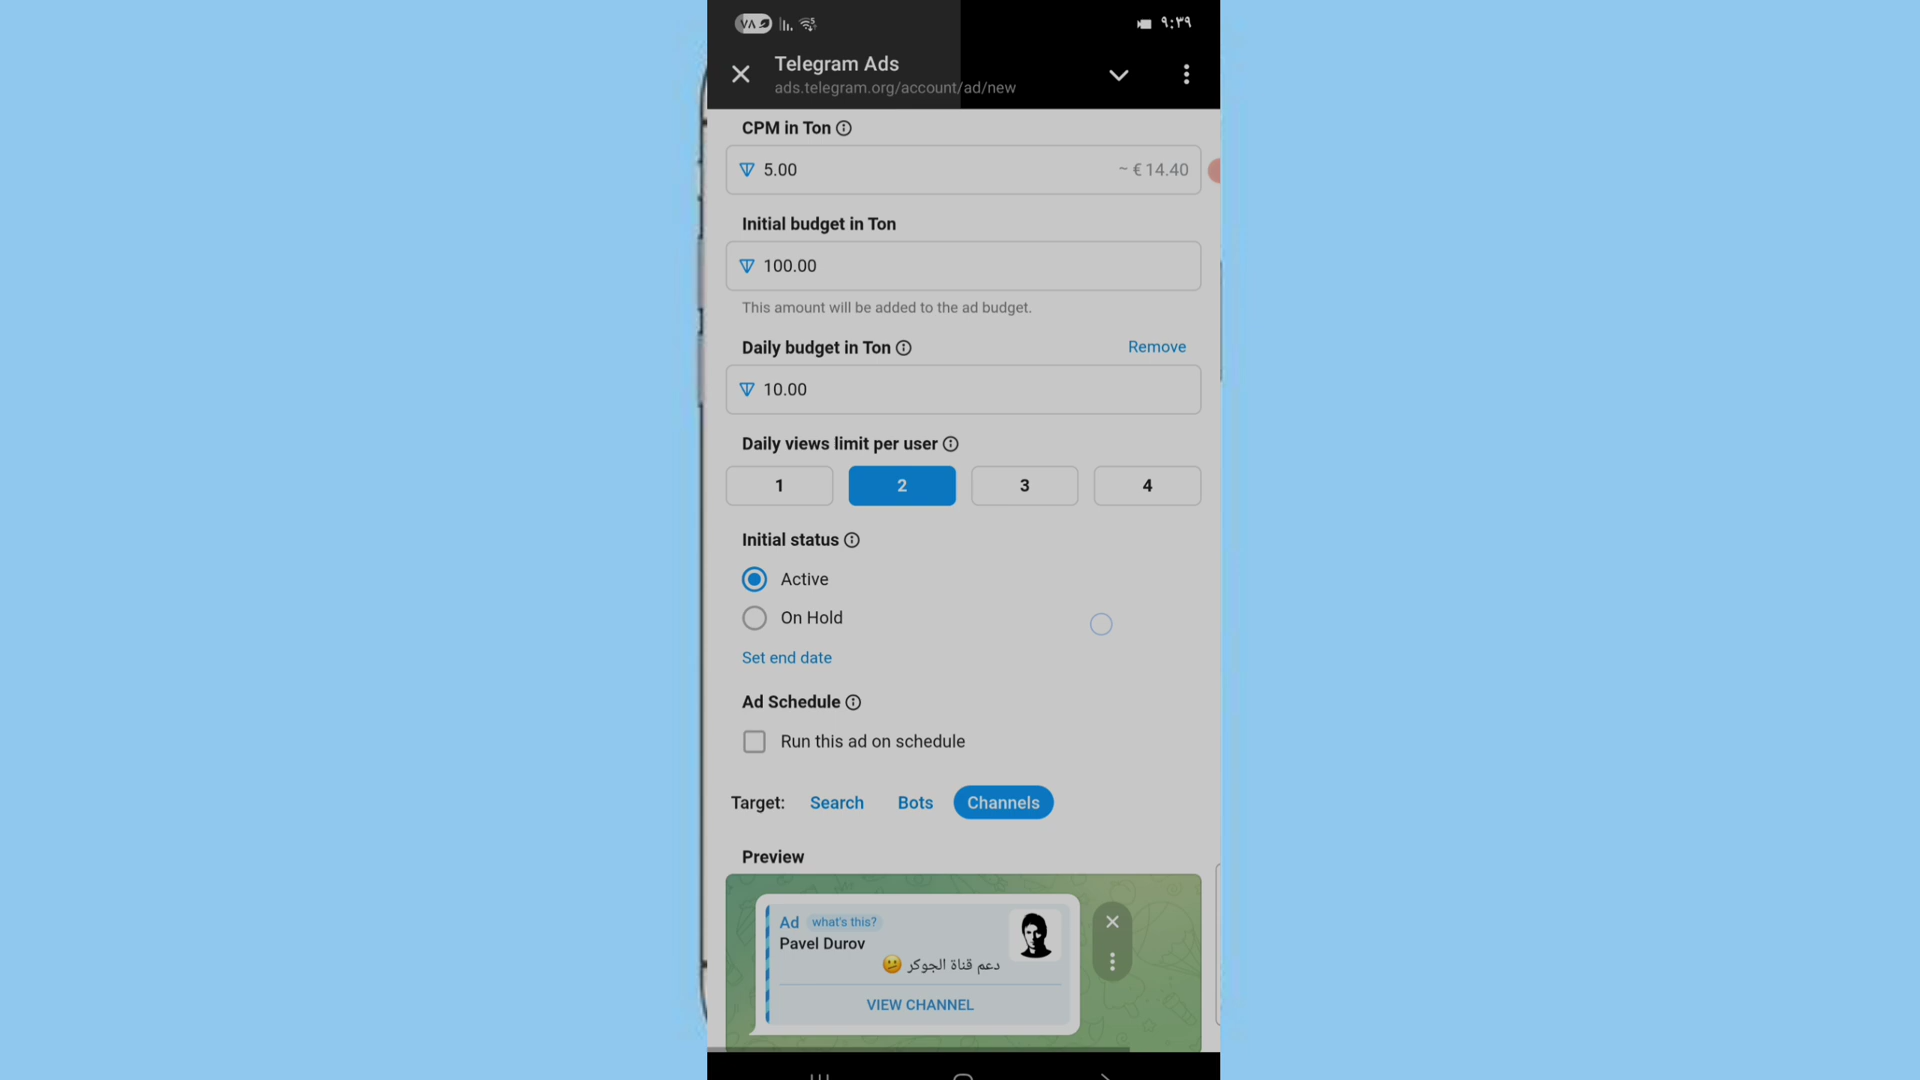 ٧٨
٩:٣٩
Telegram Ads
ads.telegram.org/account/ad/new
CPM in Ton
5.00 ~ € 14.40
Initial budget in Ton
100.00
This amount will be added to the ad budget.
Daily budget in Ton Remove
10.00
Daily views limit per user
1 2 3 4
Initial status
Active
On Hold
Set end date
Ad Schedule
Run this ad on schedule
Target: Search Bots Channels
Preview
Ad what's this?
Pavel Durov
دعم قناة الجوكر 🫤
VIEW CHANNEL